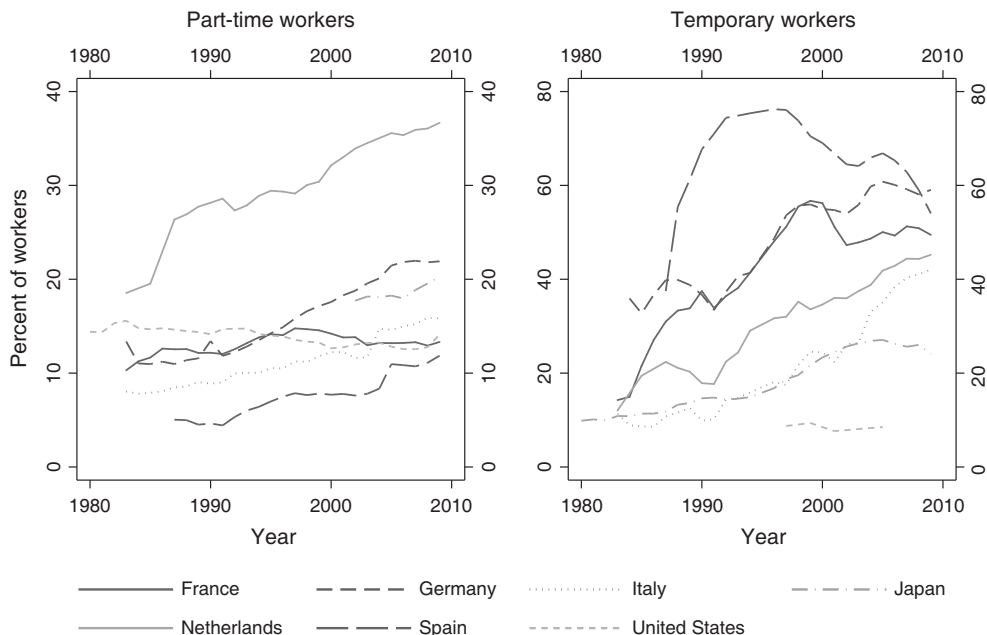 Part-time workers
1980 1990 2000 2010
40 30 20 10 0
Percent of workers
40 30 20 10 0
1980 1990 2000 2010
Year
Temporary workers
1980 1990 2000 2010
80 60 40 20 0
80 60 40 20 0
1980 1990 2000 2010
Year
France Germany Italy Japan
Netherlands Spain United States